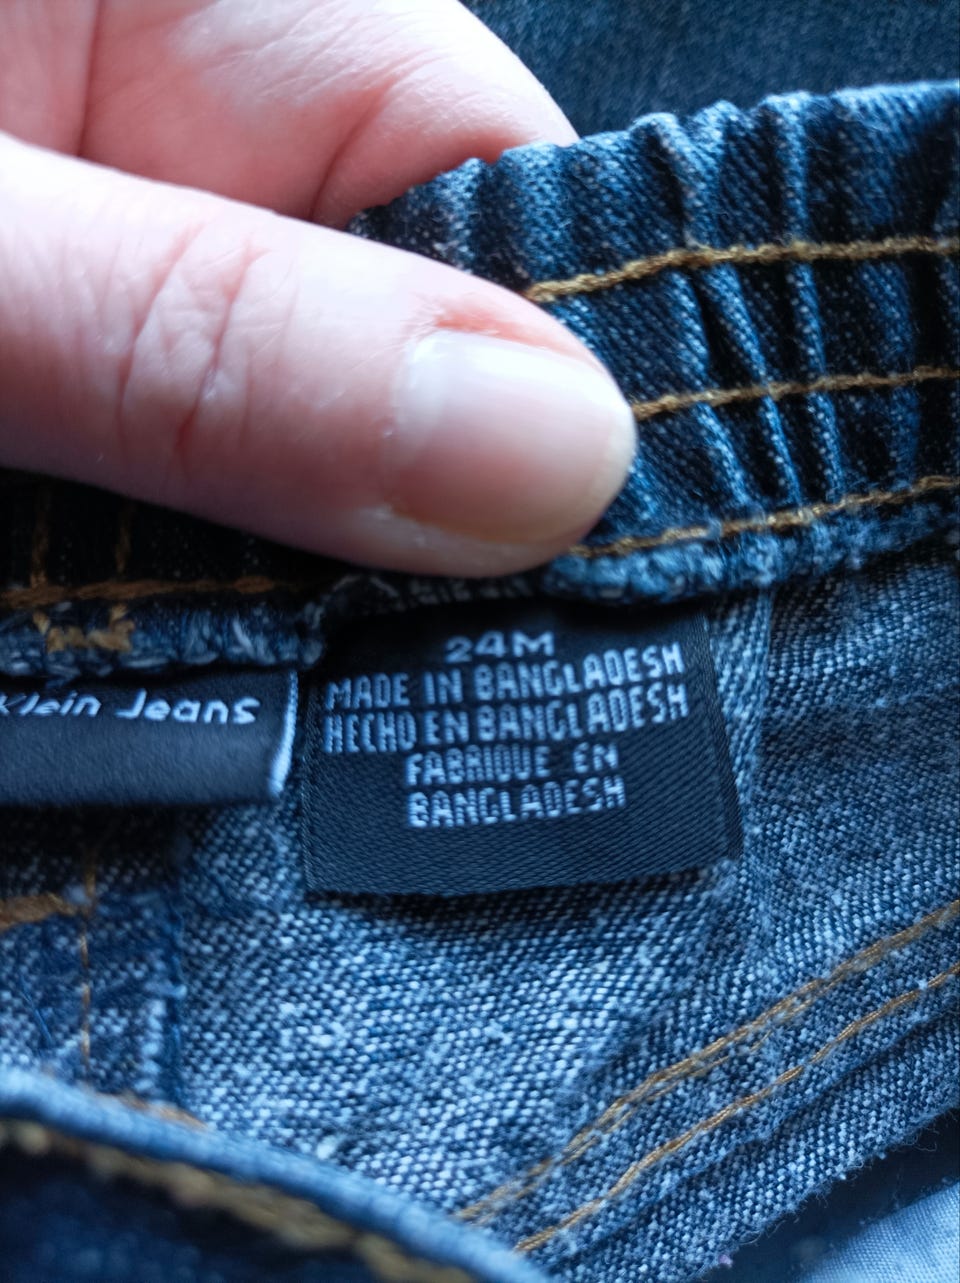 Klein Jeans
24M
MADE IN BANGLADESH
HECHO EN BANGLADESH
FABRIQUE EN
BANGLADESH